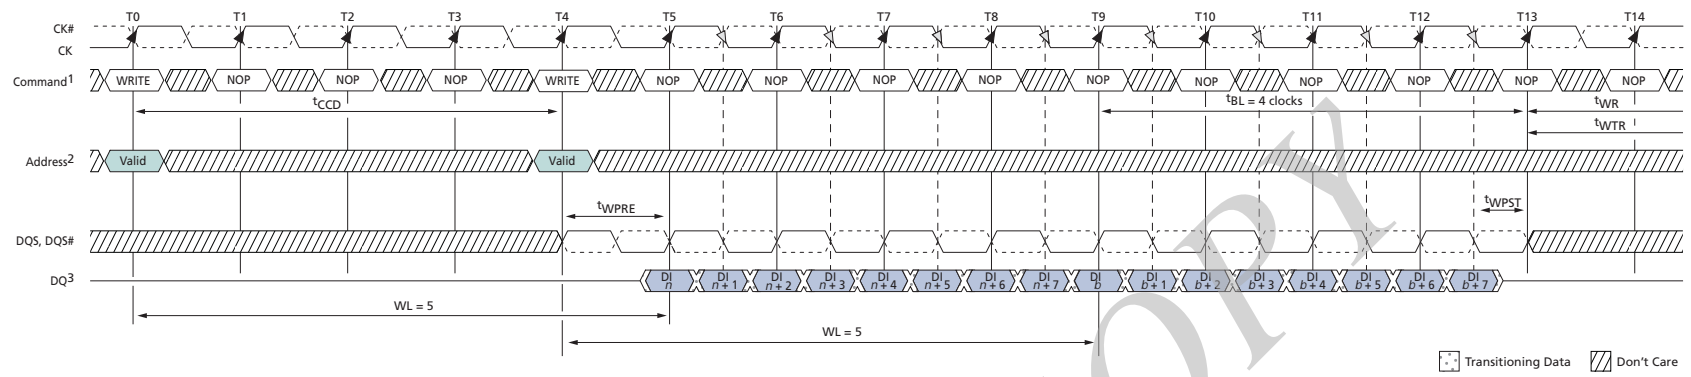 T0 T1 T2 T3 T4 T5 T6 T7 T8 T9 T10 T11 T12 T13 T14
CK#
CK
Command1 WRITE NOP NOP NOP WRITE NOP NOP NOP NOP NOP NOP NOP NOP NOP NOP
tCCD tBL = 4 clocks tWR
tWTR
Address2 Valid Valid
tWPRE tWPST
DQS, DQS#
DQ3 DI n DI n + 1 DI n + 2 DI n + 3 DI n + 4 DI n + 5 DI n + 6 DI n + 7 DI b DI b + 1 DI b + 2 DI b + 3 DI b + 4 DI b + 5 DI b + 6 DI b + 7
WL = 5
WL = 5
Transitioning Data Don't Care
OPY